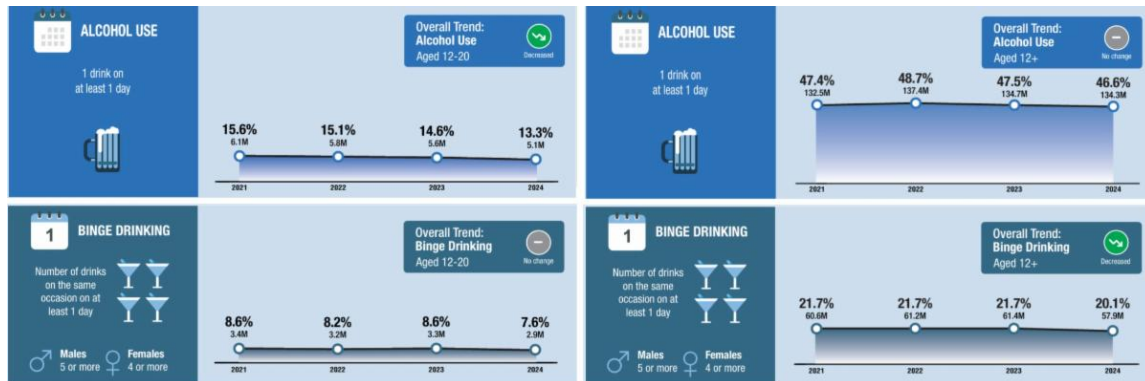 ALCOHOL USE
1 drink on
at least 1 day
Overall Trend:
Alcohol Use
Aged 12-20
Decreased
15.6%
6.1M
15.1%
5.8M
14.6%
5.6M
13.3%
5.1M
2021
2022
2023
2024
ALCOHOL USE
1 drink on
at least 1 day
Overall Trend:
Alcohol Use
Aged 12+
No change
47.4%
132.5M
48.7%
137.4M
47.5%
134.7M
46.6%
134.3M
2021
2022
2023
2024
1
BINGE DRINKING
Number of drinks
on the same
occasion on at
least 1 day
Males
5 or more
Females
4 or more
Overall Trend:
Binge Drinking
Aged 12-20
No change
8.6%
3.4M
8.2%
3.2M
8.6%
3.3M
7.6%
2.9M
2021
2022
2023
2024
1
BINGE DRINKING
Number of drinks
on the same
occasion on at
least 1 day
Males
5 or more
Females
4 or more
Overall Trend:
Binge Drinking
Aged 12+
Decreased
21.7%
60.6M
21.7%
61.2M
21.7%
61.4M
20.1%
57.9M
2021
2022
2023
2024